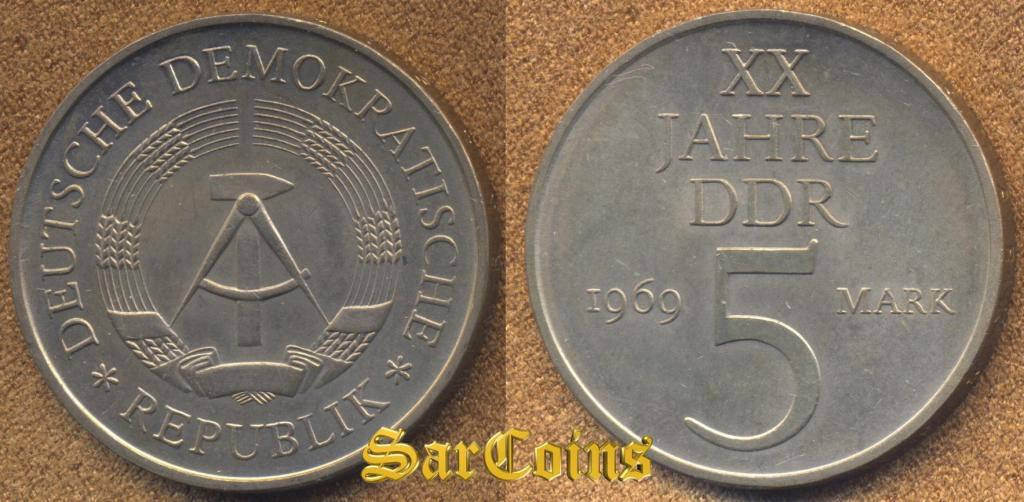 * DEUTSCHE DEMOKRATISCHE *
REPUBLIK
XX
JAHRE
DDR
1969 5 MARK
SarCoins